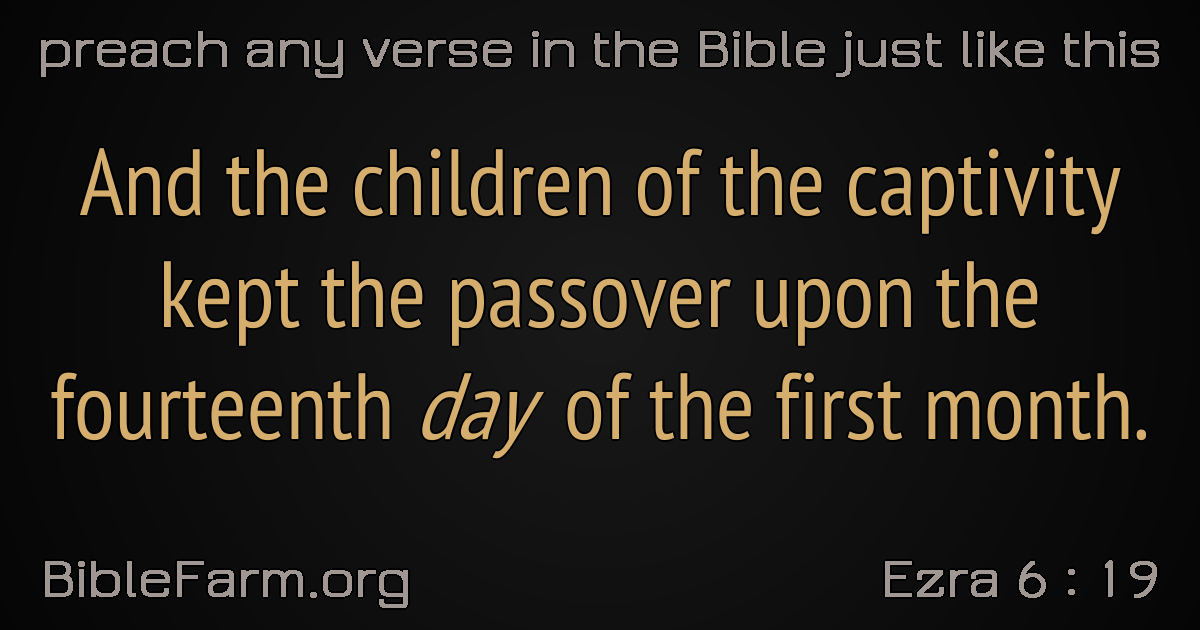 preach any verse in the Bible just like this
And the children of the captivity
kept the passover upon the
fourteenth day of the first month.
BibleFarm.org
Ezra 6 : 19